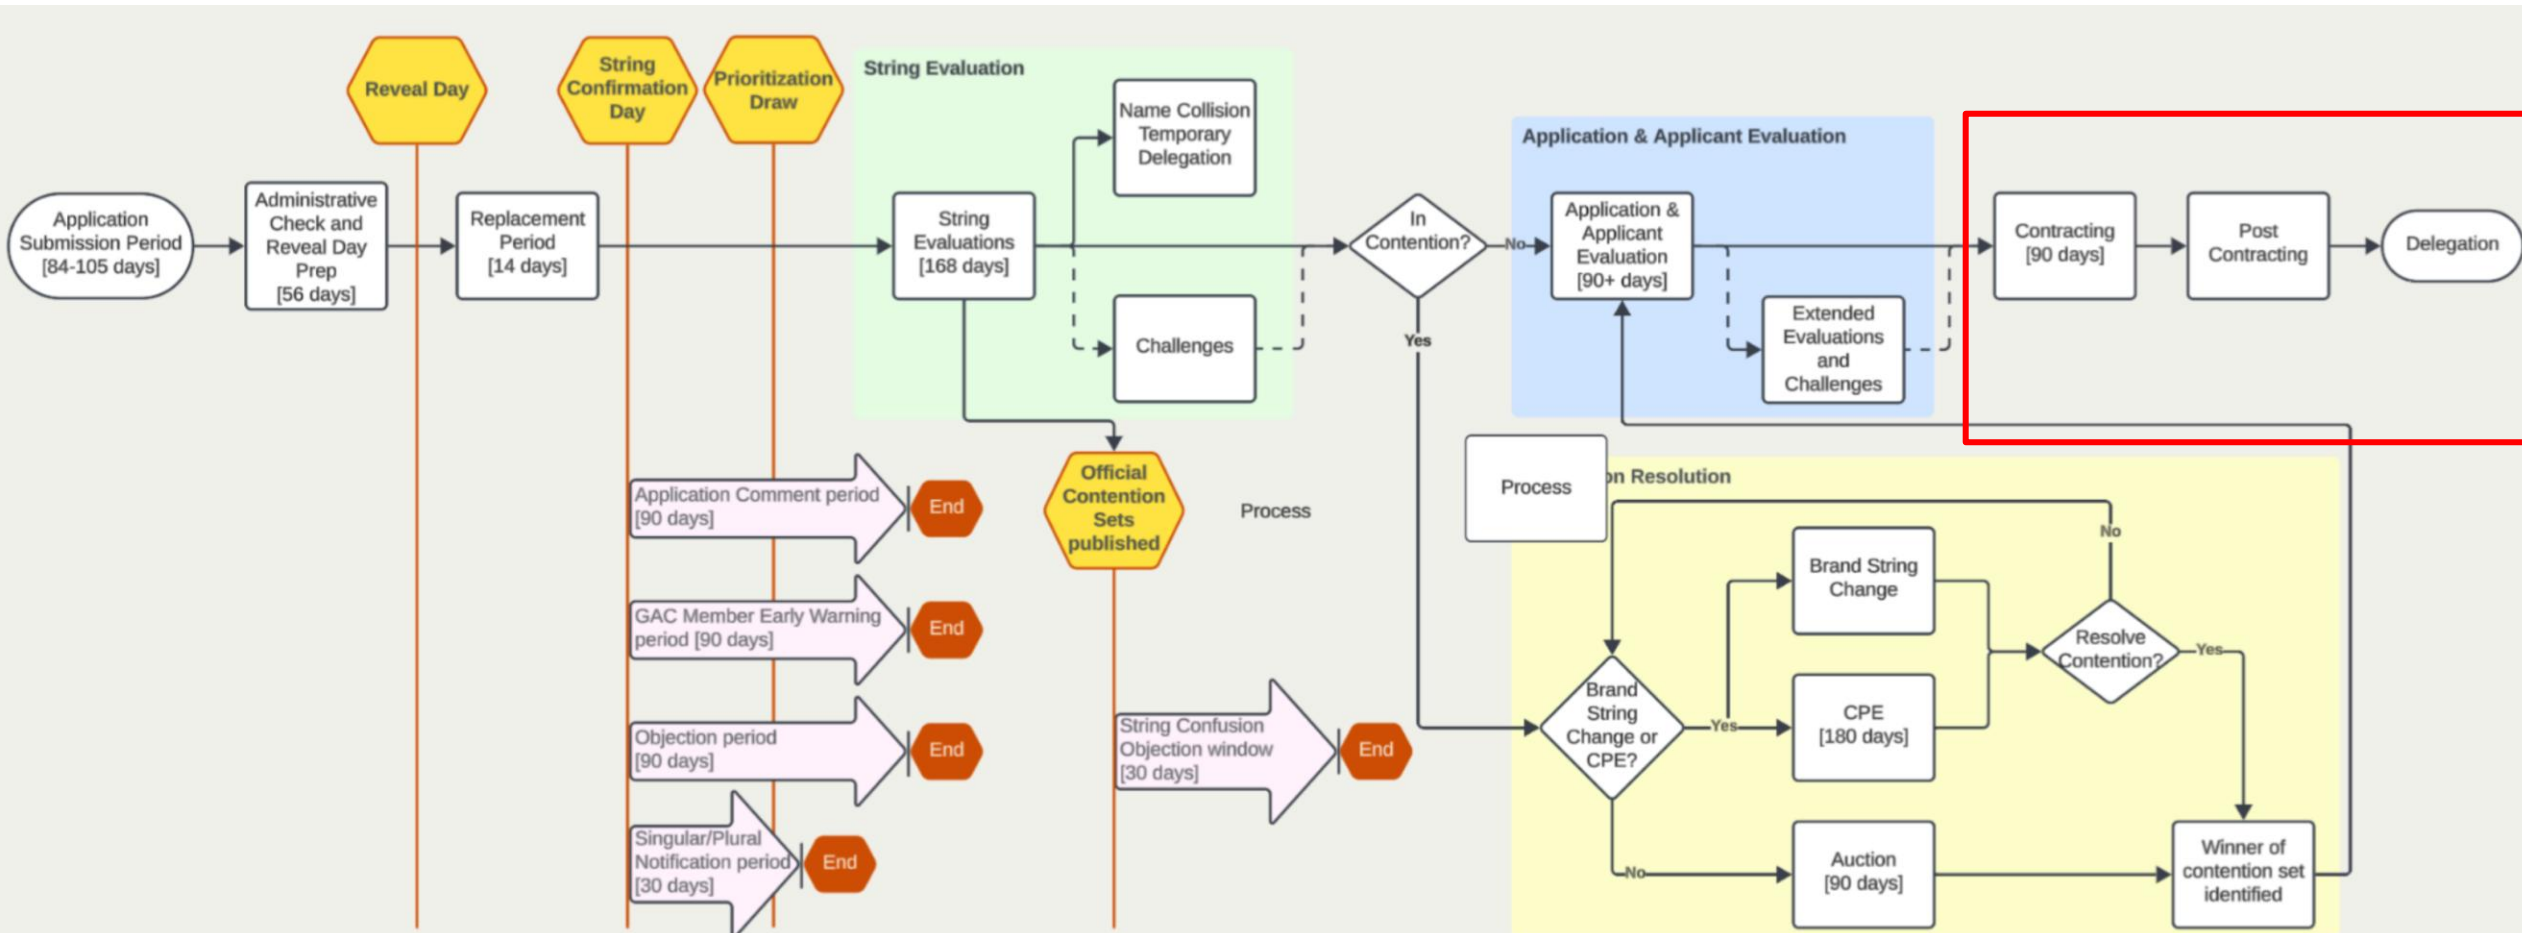 Reveal Day
String
Confirmation
Day
Prioritization
Draw
String Evaluation
Name Collision
Temporary
Delegation
Application & Applicant Evaluation
Application
Submission Period
[84-105 days]
Administrative
Check and
Reveal Day
Prep
[56 days]
Replacement
Period
[14 days]
String
Evaluations
[168 days]
In
Contention?
No
Application &
Applicant
Evaluation
[90+ days]
Contracting
[90 days]
Post
Contracting
Delegation
Challenges
Yes
Extended
Evaluations
and
Challenges
Application Comment period
[90 days]
End
Official
Contention
Sets
published
Process
Process
on Resolution
GAC Member Early Warning
period [90 days]
End
Brand String
Change
No
Resolve
Contention?
Yes
Objection period
[90 days]
End
String Confusion
Objection window
[30 days]
End
Brand
String
Change or
CPE?
Yes
CPE
[180 days]
Singular/Plural
Notification period
[30 days]
End
No
Auction
[90 days]
Winner of
contention set
identified